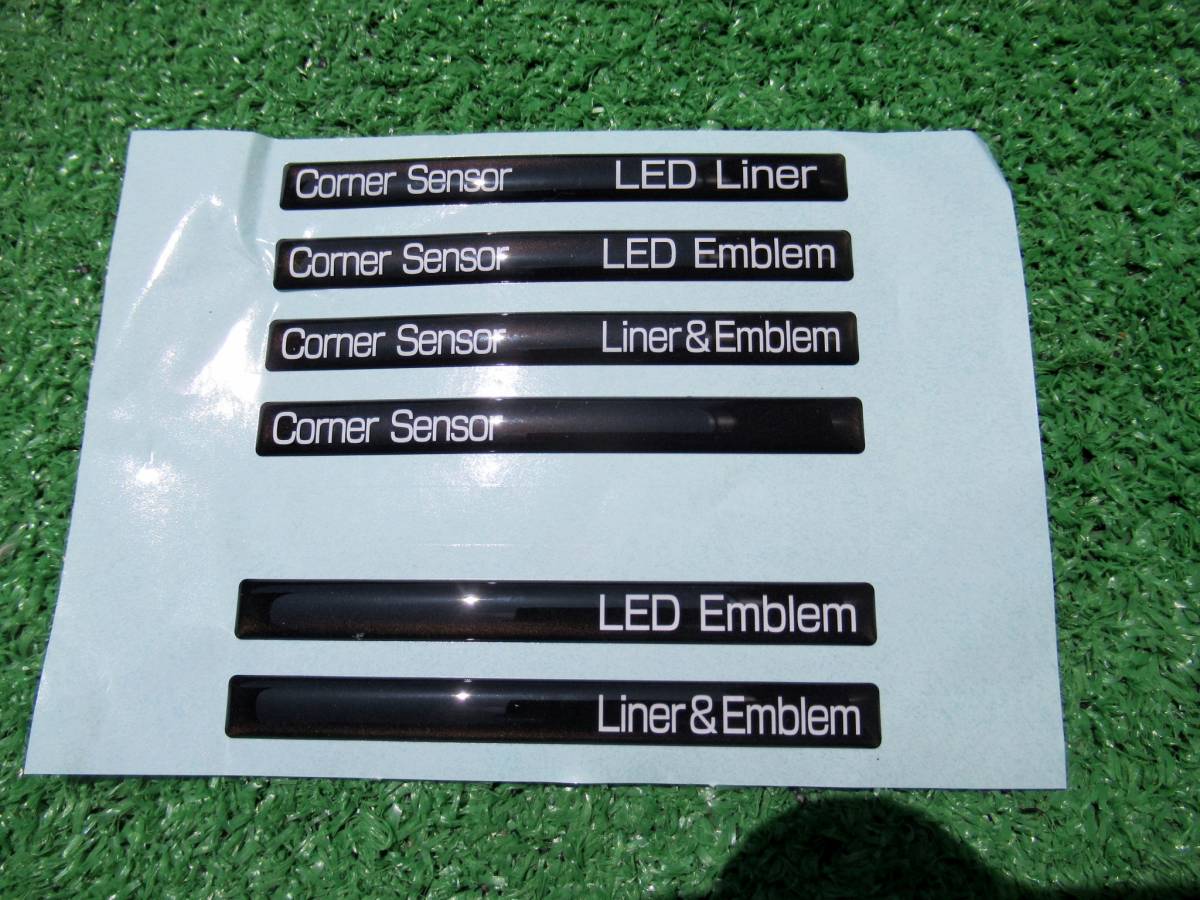 Corner Sensor LED Liner
Corner Sensor LED Emblem
Corner Sensor Liner&Emblem
Corner Sensor
LED Emblem
Liner&Emblem